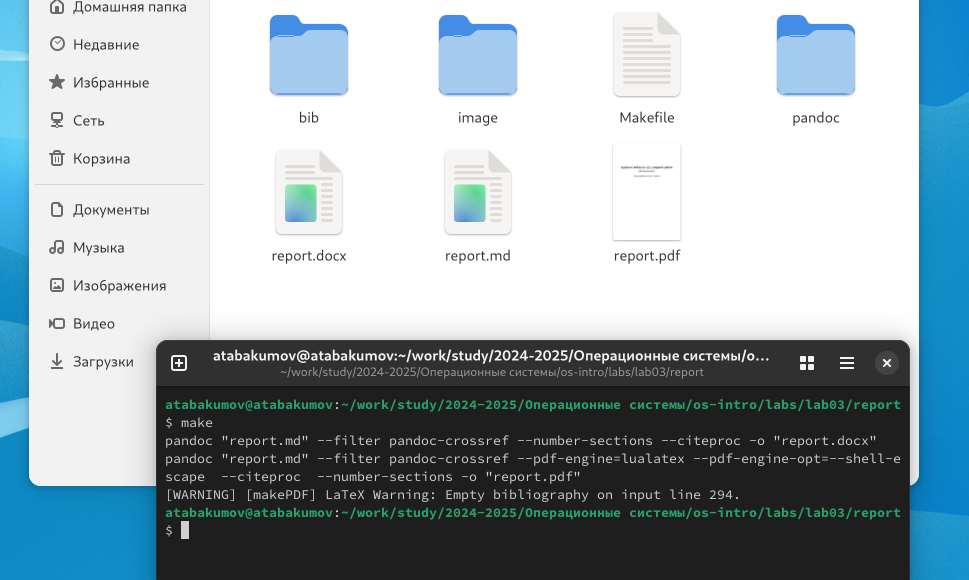 Домашняя папка
Недавние
Избранные
Сеть
Корзина
Документы
Музыка
Изображения
Видео
Загрузки
bib
image
Makefile
pandoc
report.docx
report.md
report.pdf
atabakumov@atabakumov:~/work/study/2024-2025/Операционные системы/о…
~/work/study/2024-2025/Операционные системы/os-intro/labs/lab03/report
atabakumov@atabakumov:~/work/study/2024-2025/Операционные системы/os-intro/labs/lab03/report
$ make
pandoc "report.md" --filter pandoc-crossref --number-sections --citeproc -o "report.docx"
pandoc "report.md" --filter pandoc-crossref --pdf-engine=lualatex --pdf-engine-opt=--shell-e
scape  --citeproc  --number-sections -o "report.pdf"
[WARNING] [makePDF] LaTeX Warning: Empty bibliography on input line 294.
atabakumov@atabakumov:~/work/study/2024-2025/Операционные системы/os-intro/labs/lab03/report
$